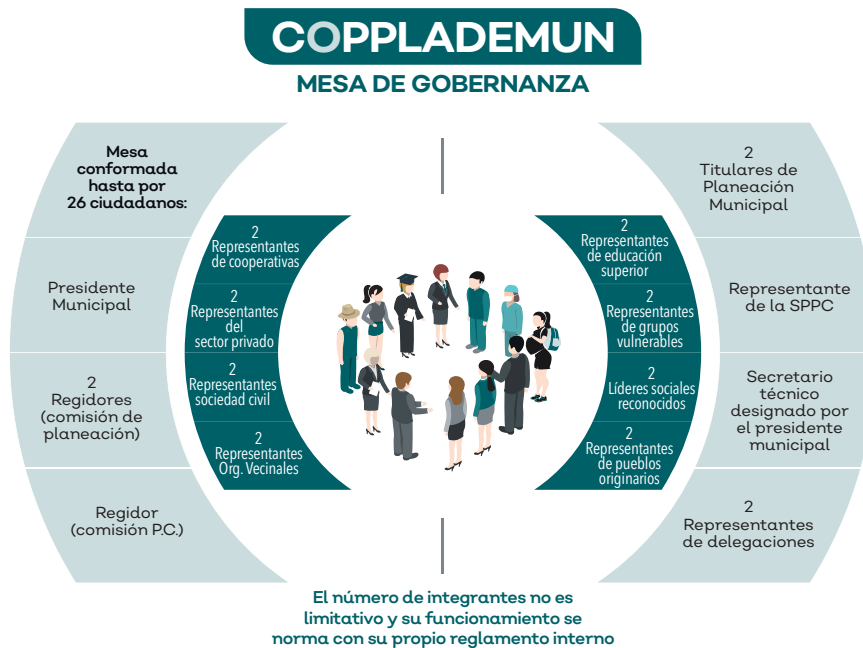 COPPLADEMUN
MESA DE GOBERNANZA
Mesa
conformada
hasta por
26 ciudadanos:
Presidente
Municipal
2
Regidores
(comisión de
planeación)
Regidor
(comisión P.C.)
2
Representantes
de cooperativas
2
Representantes
del
sector privado
2
Representantes
sociedad civil
2
Representantes
Org. Vecinales
2
Representantes
de educación
superior
2
Representantes
de grupos
vulnerables
2
Líderes sociales
reconocidos
2
Representantes
de pueblos
originarios
2
Titulares de
Planeación
Municipal
Representante
de la SPPC
Secretario
técnico
designado por
el presidente
municipal
2
Representantes
de delegaciones
El número de integrantes no es
limitativo y su funcionamiento se
norma con su propio reglamento interno